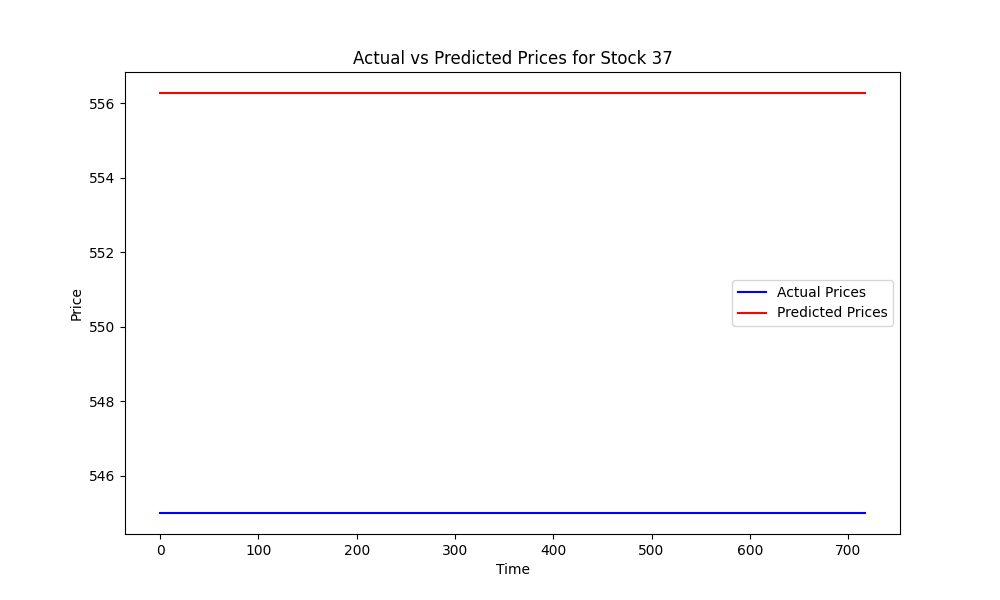 Actual vs Predicted Prices for Stock 37
Price
556
554
552
550
548
546
Actual Prices
Predicted Prices
0 100 200 300 400 500 600 700
Time